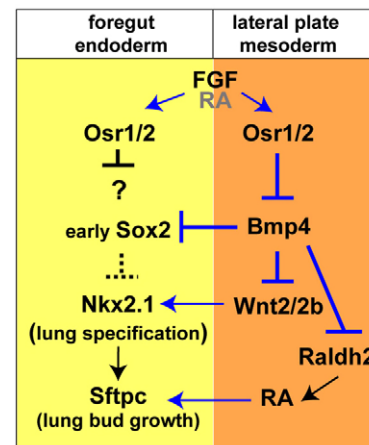 foregut endoderm
lateral plate mesoderm
FGF
RA
Osr1/2 Osr1/2
?
early Sox2 Bmp4
Nkx2.1 Wnt2/2b
(lung specification)
Raldh2
Sftpc RA
(lung bud growth)